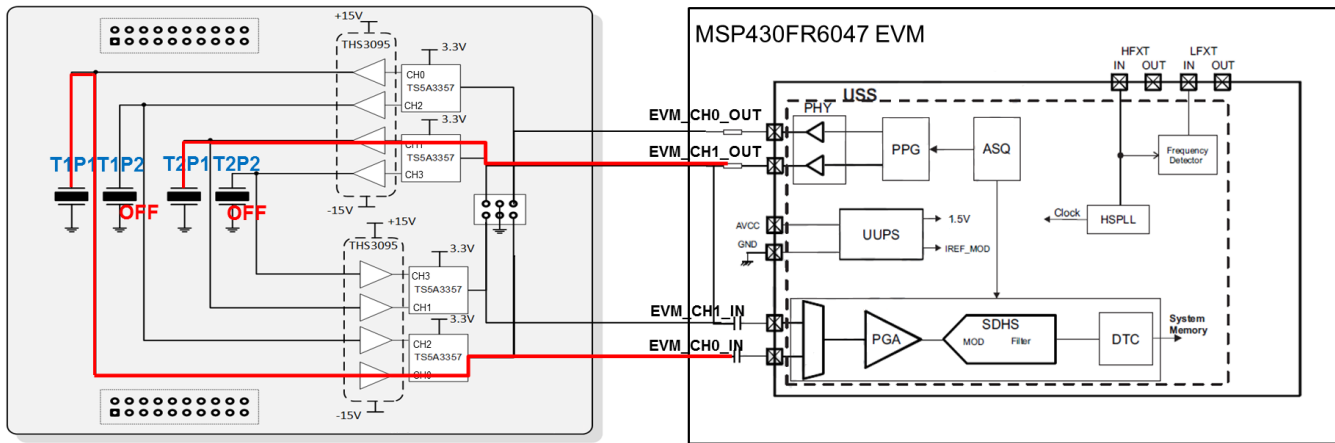 +15V
THS3095
3.3V
CH0
TS5A3357
CH2
3.3V
CH1
TS5A3357
CH3
-15V
T1P1
T1P2
T2P1
T2P2
OFF
OFF
+15V
THS3095
3.3V
CH3
TS5A3357
CH1
3.3V
CH2
TS5A3357
CH0
-15V
EVM_CH0_OUT
EVM_CH1_OUT
EVM_CH1_IN
EVM_CH0_IN
MSP430FR6047 EVM
HFXT
LFXT
IN
OUT
IN
OUT
USS
PHY
PPG
ASQ
Frequency
Detector
HSPLL
Clock
AVCC
GND
UUPS
1.5V
IREF_MOD
PGA
SDHS
MOD
Filter
DTC
System
Memory